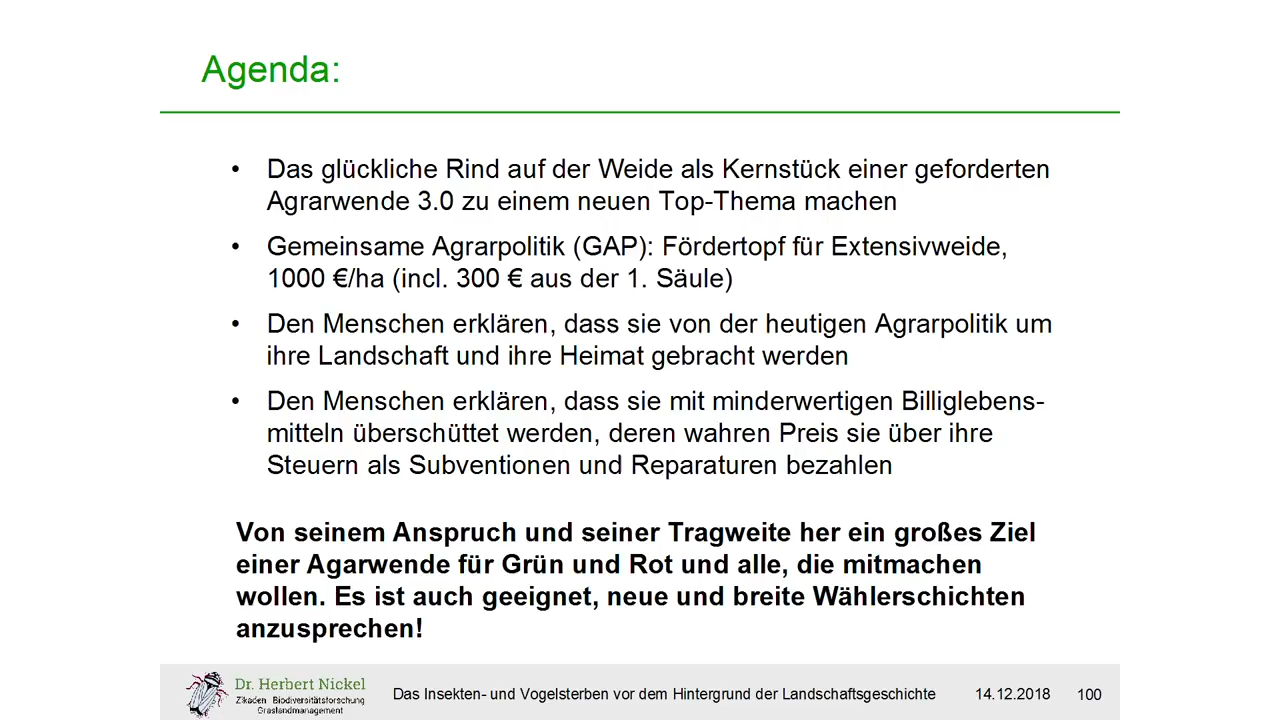 Agenda:
• Das glückliche Rind auf der Weide als Kernstück einer geforderten
Agrarwende 3.0 zu einem neuen Top-Thema machen
• Gemeinsame Agrarpolitik (GAP): Fördertopf für Extensivweide,
1000 €/ha (incl. 300 € aus der 1. Säule)
• Den Menschen erklären, dass sie von der heutigen Agrarpolitik um
ihre Landschaft und ihre Heimat gebracht werden
• Den Menschen erklären, dass sie mit minderwertigen Billiglebens-
mitteln überschüttet werden, deren wahren Preis sie über ihre
Steuern als Subventionen und Reparaturen bezahlen
Von seinem Anspruch und seiner Tragweite her ein großes Ziel
einer Agarwende für Grün und Rot und alle, die mitmachen
wollen. Es ist auch geeignet, neue und breite Wählerschichten
anzusprechen!
Dr. Herbert Nickel
Zikaden Biodiversitätsforschung
Graslandmanagement
Das Insekten- und Vogelsterben vor dem Hintergrund der Landschaftsgeschichte 14.12.2018 100